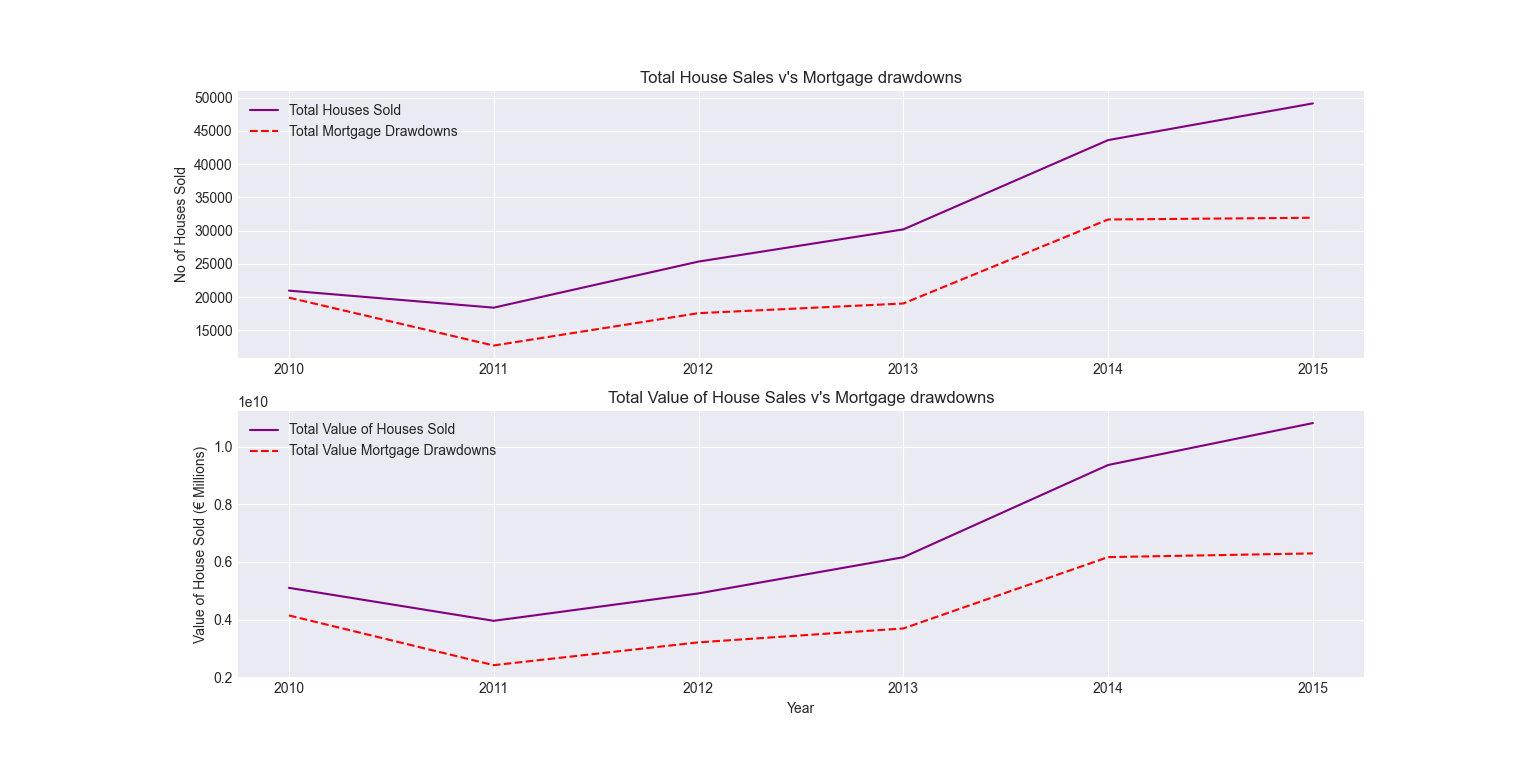 Total House Sales v's Mortgage drawdowns
Total Houses Sold
Total Mortgage Drawdowns
No of Houses Sold
50000
45000
40000
35000
30000
25000
20000
15000
2010 2011 2012 2013 2014 2015
Total Value of House Sales v's Mortgage drawdowns
1e10
Total Value of Houses Sold
Total Value Mortgage Drawdowns
Value of House Sold (€ Millions)
1.0
0.8
0.6
0.4
0.2
2010 2011 2012 2013 2014 2015
Year